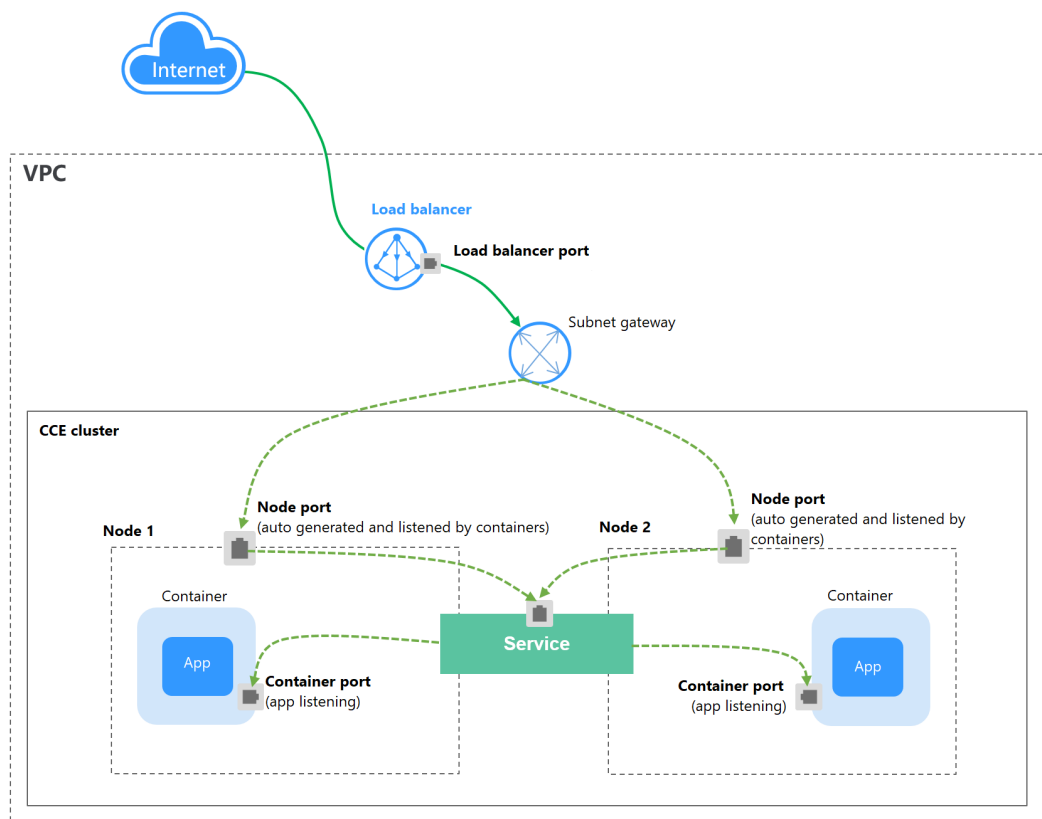 Internet
VPC
Load balancer
Load balancer port
Subnet gateway
CCE cluster
Node 1
Node port
(auto generated and listened by containers)
Node 2
Node port
(auto generated and listened by
containers)
Container
App
Container port
(app listening)
Service
Container
App
Container port
(app listening)